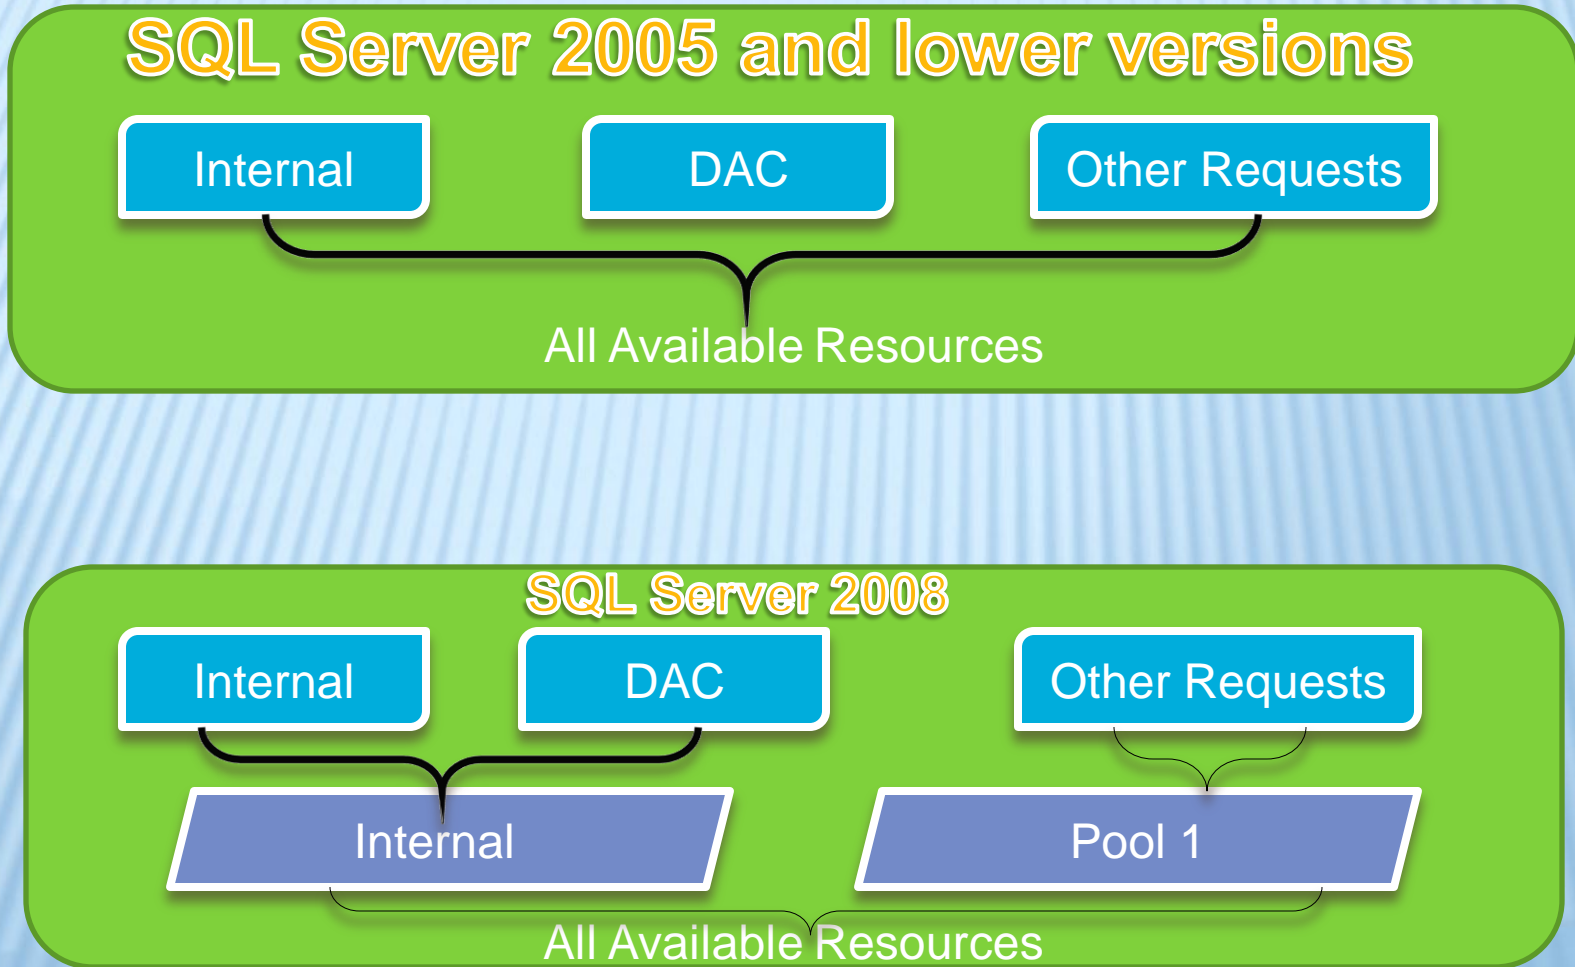 SQL Server 2005 and lower versions
Internal
DAC
Other Requests
All Available Resources
SQL Server 2008
Internal
DAC
Other Requests
Internal
Pool 1
All Available Resources